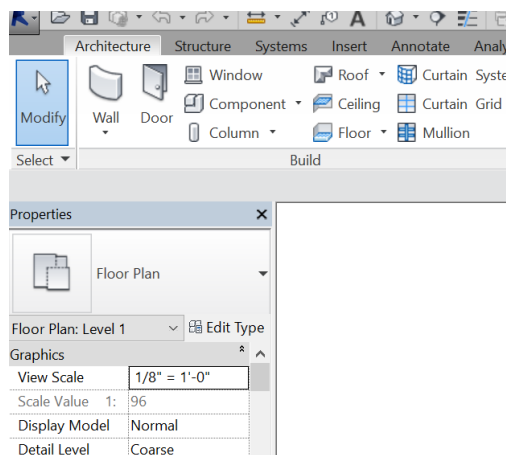 A
Architecture Structure Systems Insert Annotate Analy
Modify
Wall
Door
Window
Component
Column
Roof
Ceiling
Floor
Curtain Syste
Curtain Grid
Mullion
Select
Build
Properties
Floor Plan
Floor Plan: Level 1
Edit Type
Graphics
View Scale 1/8" = 1'-0"
Scale Value 1: 96
Display Model Normal
Detail Level Coarse